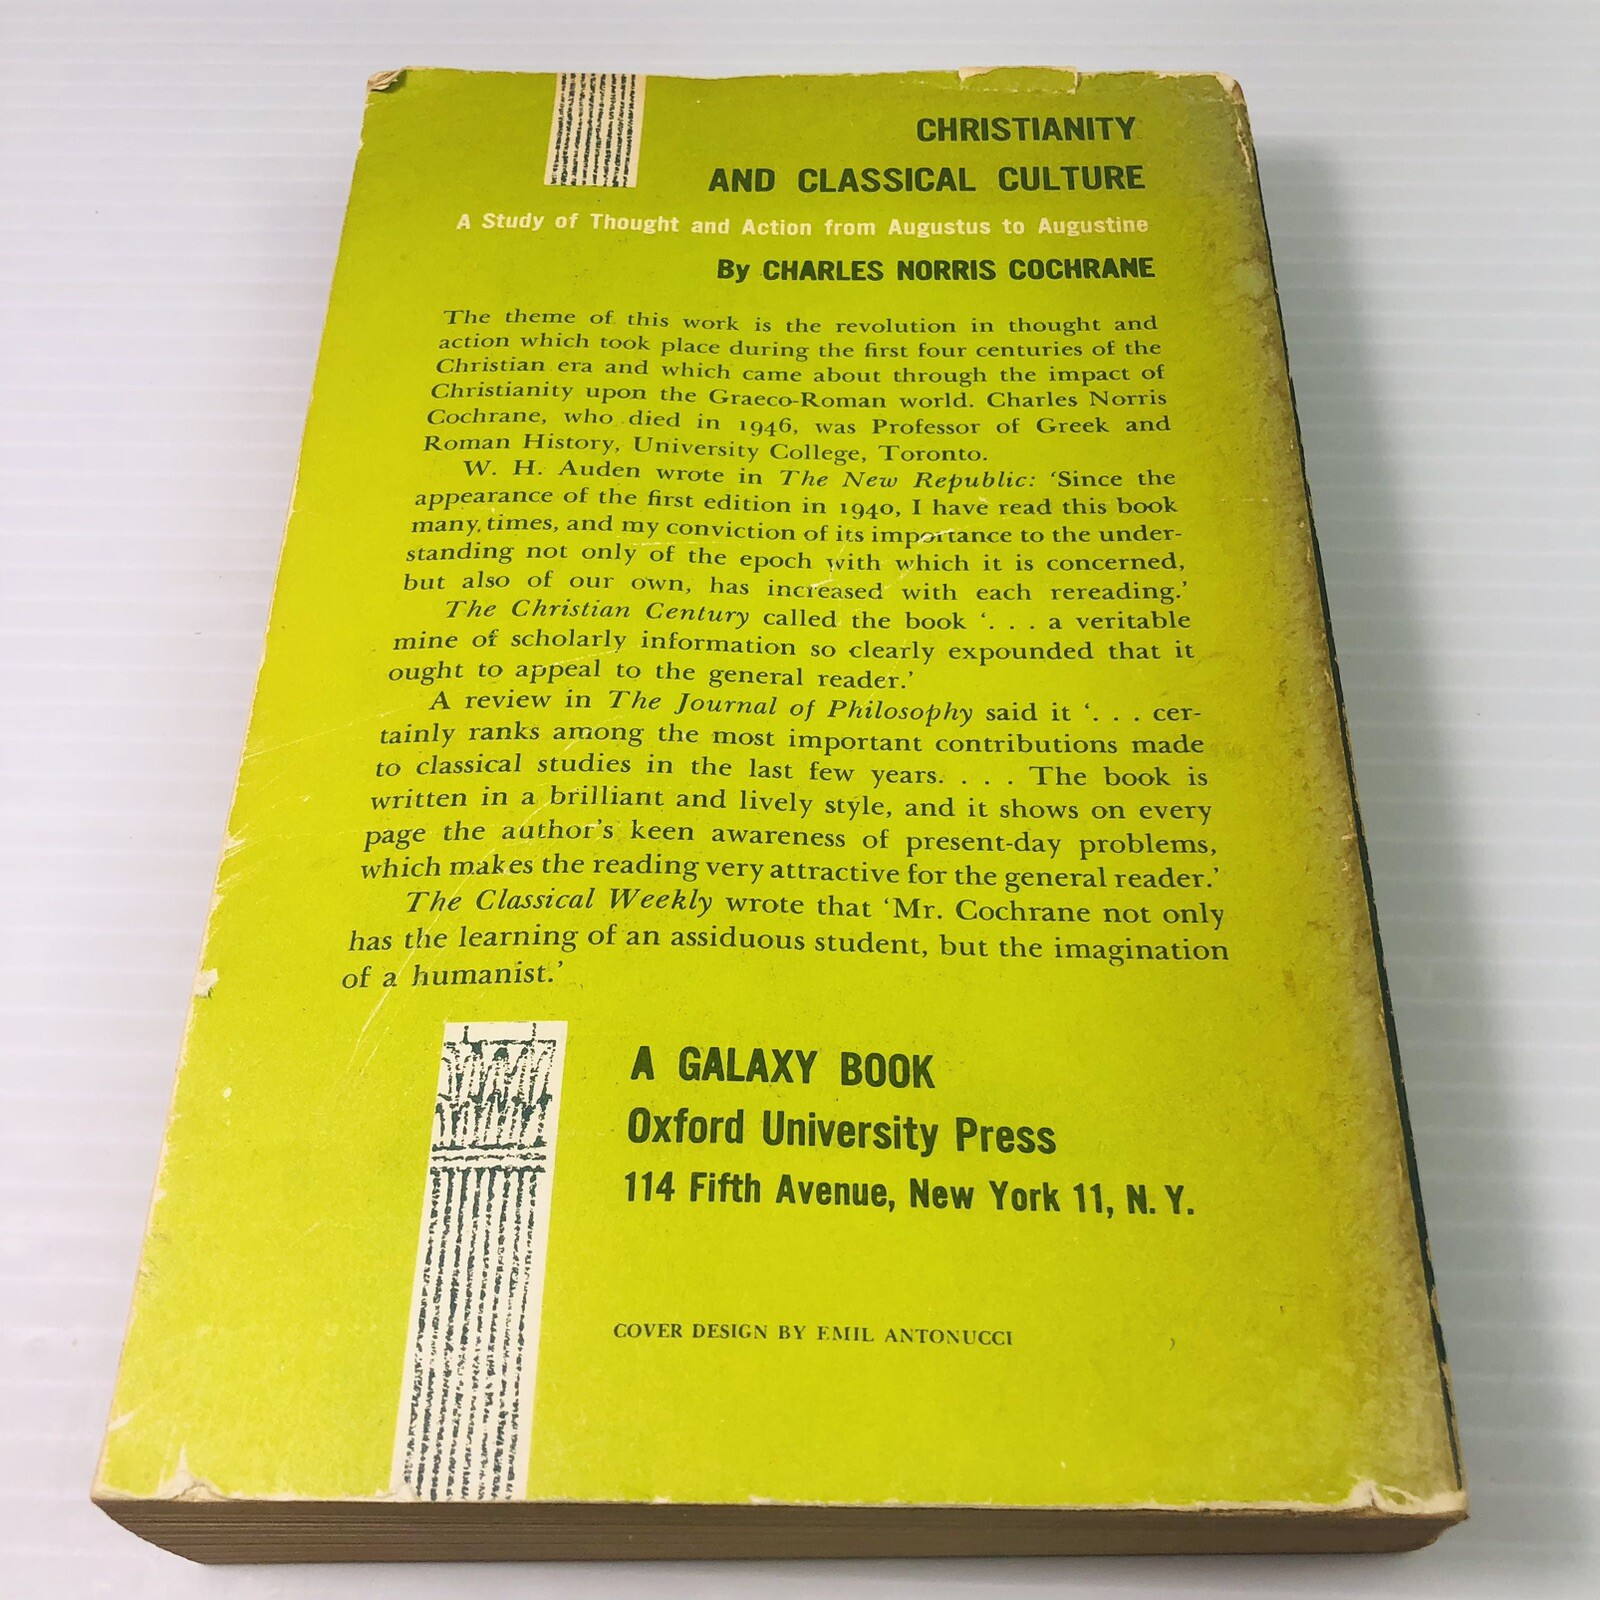 CHRISTIANITY
AND CLASSICAL CULTURE
A Study of Thought and Action from Augustus to Augustine
By CHARLES NORRIS COCHRANE
The theme of this work is the revolution in thought and
action which took place during the first four centuries of the
Christian era and which came about through the impact of
Christianity upon the Graeco-Roman world. Charles Norris
Cochrane, who died in 1946, was Professor of Greek and
Roman History, University College, Toronto.
W. H. Auden wrote in The New Republic: ‘Since the
appearance of the first edition in 1940, I have read this book
many times, and my conviction of its importance to the under-
standing not only of the epoch with which it is concerned,
but also of our own, has increased with each rereading.’
The Christian Century called the book ‘. . . a veritable
mine of scholarly information so clearly expounded that it
ought to appeal to the general reader.’
A review in The Journal of Philosophy said it ‘. . . cer-
tainly ranks among the most important contributions made
to classical studies in the last few years. . . . The book is
written in a brilliant and lively style, and it shows on every
page the author’s keen awareness of present-day problems,
which makes the reading very attractive for the general reader.’
The Classical Weekly wrote that ‘Mr. Cochrane not only
has the learning of an assiduous student, but the imagination
of a humanist.’
A GALAXY BOOK
Oxford University Press
114 Fifth Avenue, New York 11, N. Y.
COVER DESIGN BY EMIL ANTONUCCI